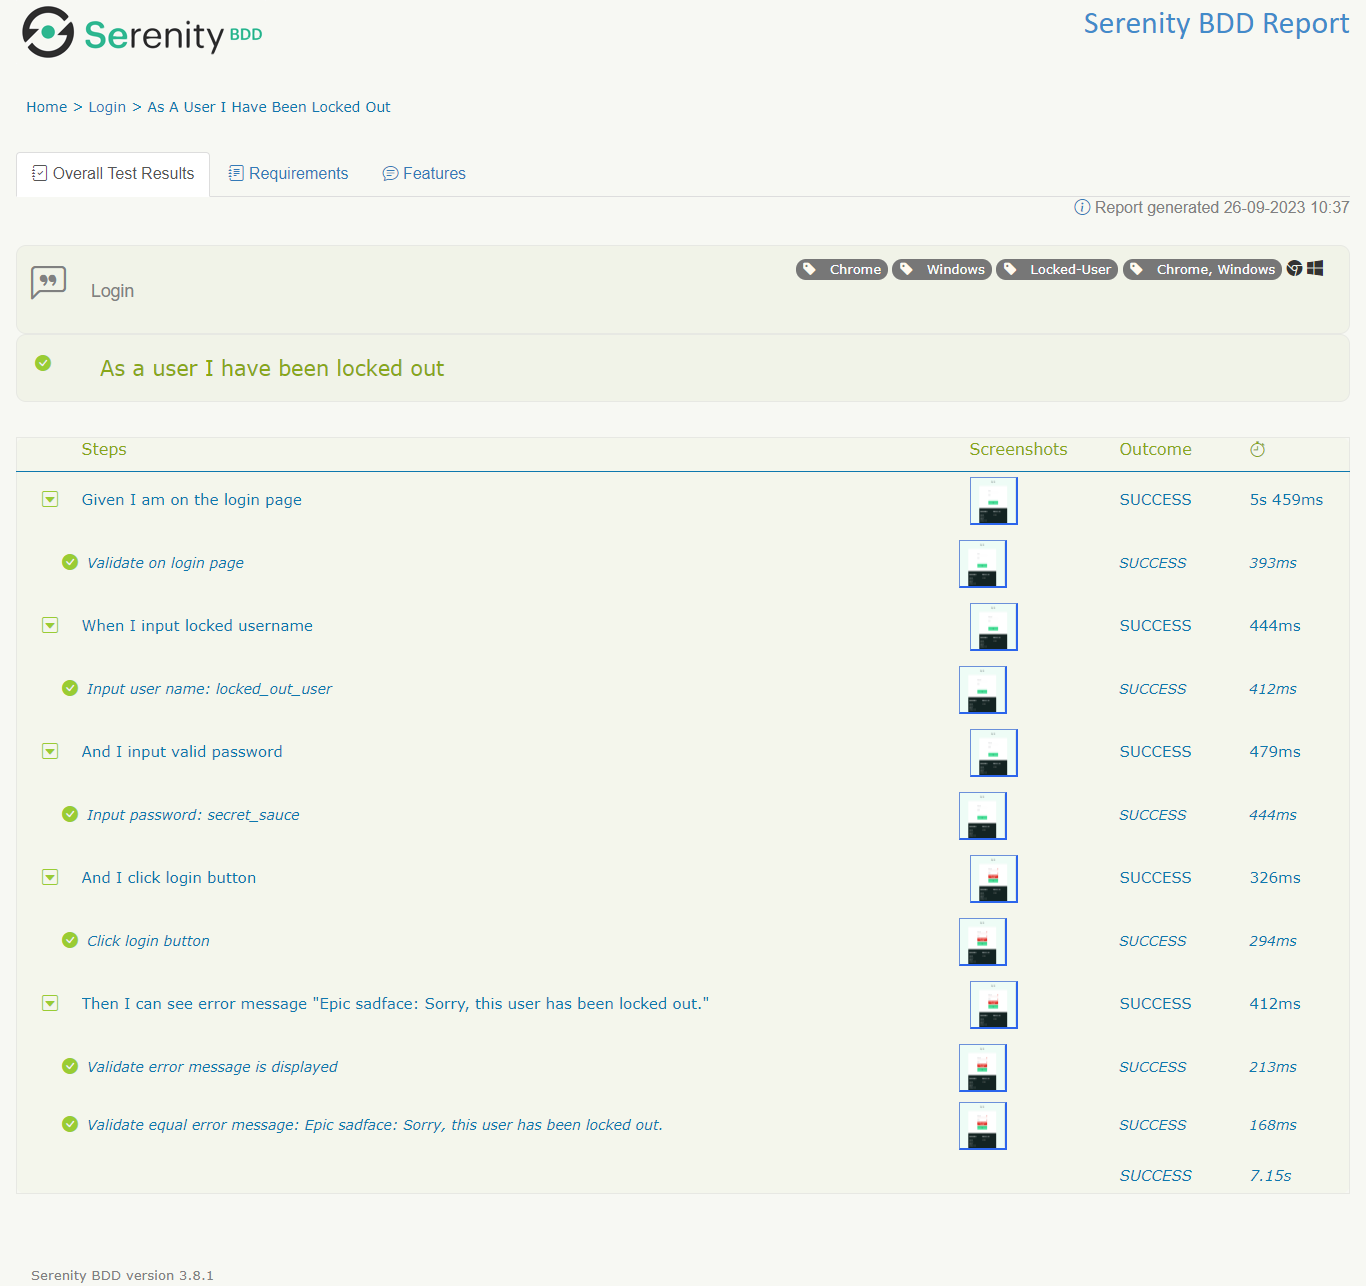 Serenity BDD
Serenity BDD Report
Home > Login > As A User I Have Been Locked Out
Overall Test Results Requirements Features
Report generated 26-09-2023 10:37
Login
Chrome Windows Locked-User Chrome, Windows
As a user I have been locked out
Steps Screenshots Outcome
Given I am on the login page SUCCESS 5s 459ms
Validate on login page SUCCESS 393ms
When I input locked username SUCCESS 444ms
Input user name: locked_out_user SUCCESS 412ms
And I input valid password SUCCESS 479ms
Input password: secret_sauce SUCCESS 444ms
And I click login button SUCCESS 326ms
Click login button SUCCESS 294ms
Then I can see error message "Epic sadface: Sorry, this user has been locked out." SUCCESS 412ms
Validate error message is displayed SUCCESS 213ms
Validate equal error message: Epic sadface: Sorry, this user has been locked out. SUCCESS 168ms
SUCCESS 7.15s
Serenity BDD version 3.8.1